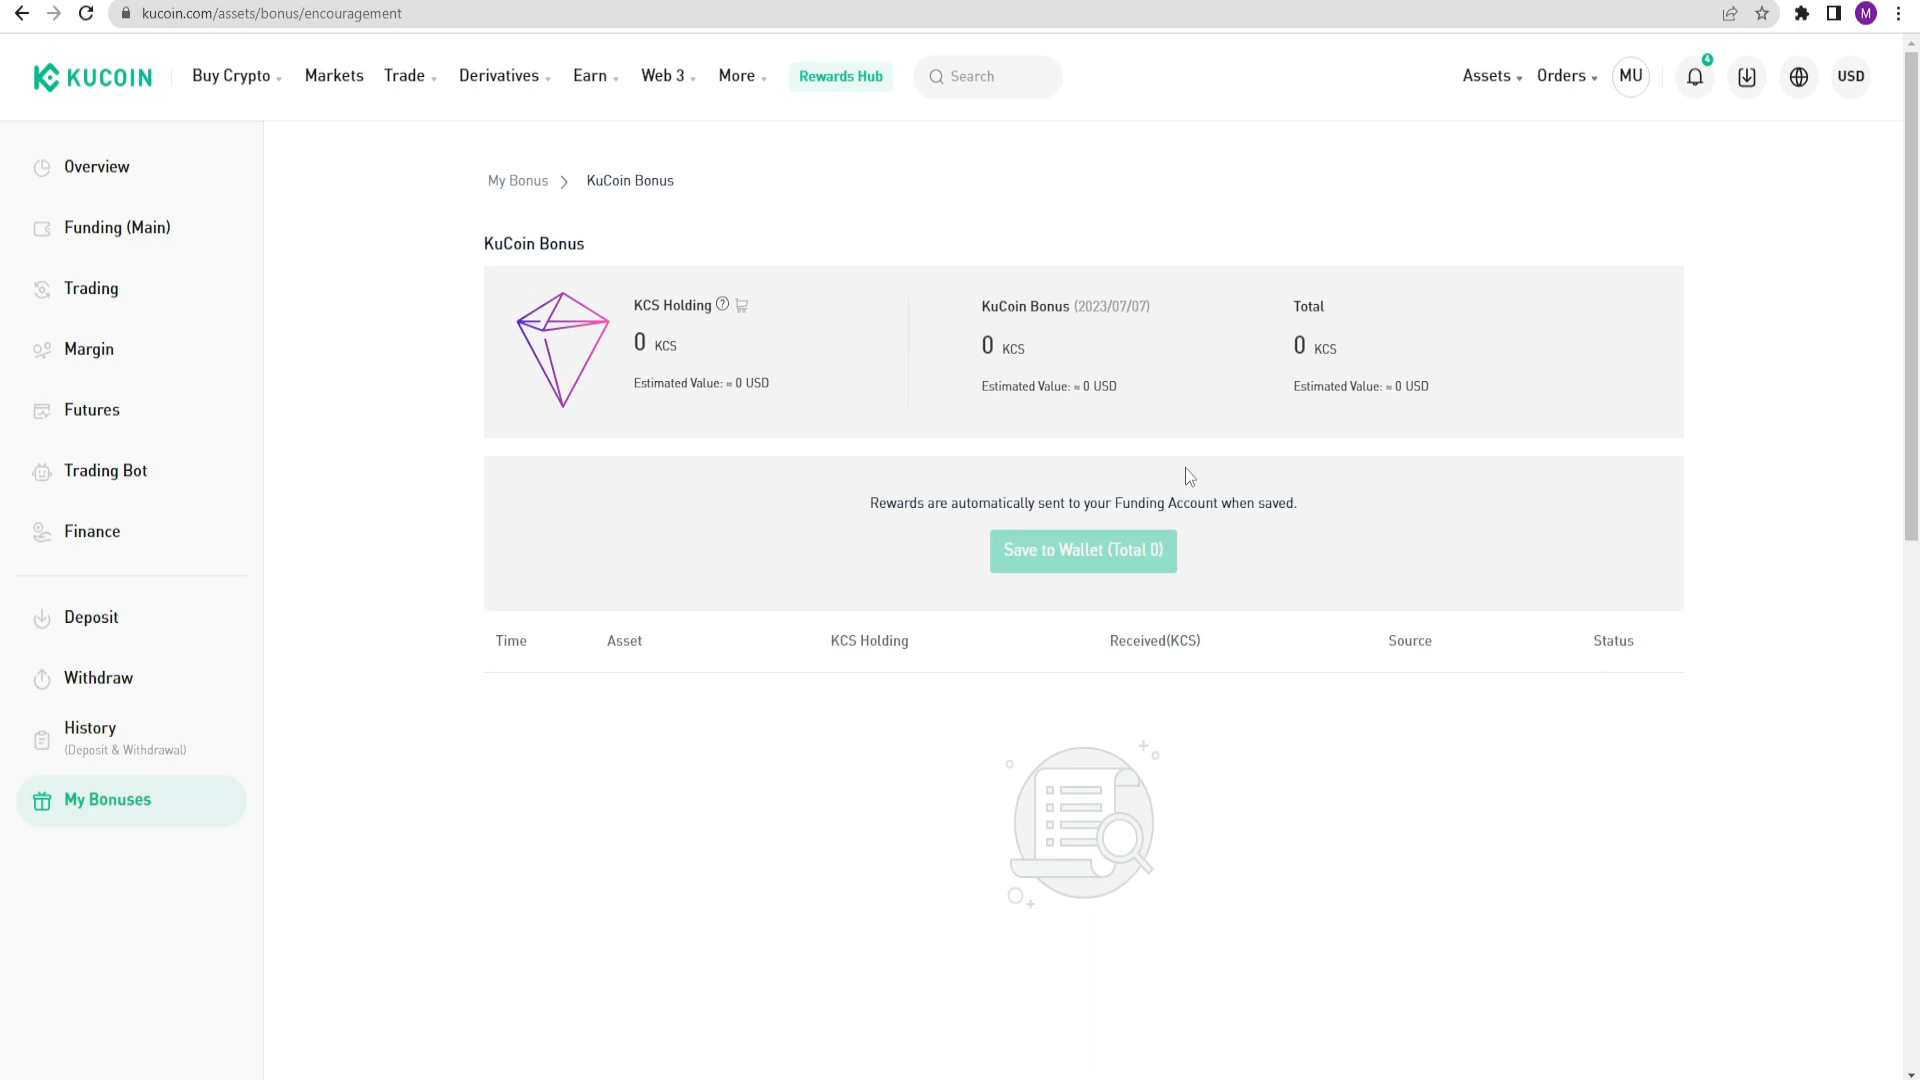 kucoin.com/assets/bonus/encouragement
M
KUCOIN
Buy Crypto
Markets
Trade
Derivatives
Earn
Web 3
More
Rewards Hub
Search
Assets
Orders
MU
4
USD
Overview
Funding (Main)
Trading
Margin
Futures
Trading Bot
Finance
Deposit
Withdraw
History
(Deposit & Withdrawal)
My Bonuses
My Bonus > KuCoin Bonus
KuCoin Bonus
KCS Holding ?
0 KCS
Estimated Value: ≈ 0 USD
KuCoin Bonus (2023/07/07)
0 KCS
Estimated Value: ≈ 0 USD
Total
0 KCS
Estimated Value: ≈ 0 USD
Rewards are automatically sent to your Funding Account when saved.
Save to Wallet (Total 0)
Time Asset KCS Holding Received(KCS) Source Status